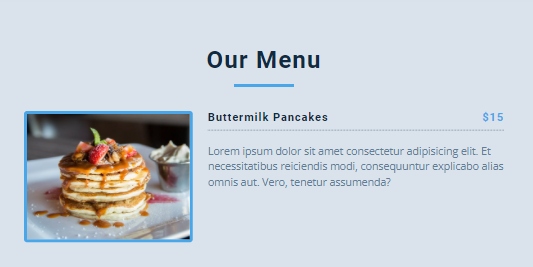 Our Menu
Buttermilk Pancakes $15
Lorem ipsum dolor sit amet consectetur adipisicing elit. Et
necessitatibus reiciendis modi, consequuntur explicabo alias
omnis aut. Vero, tenetur assumenda?